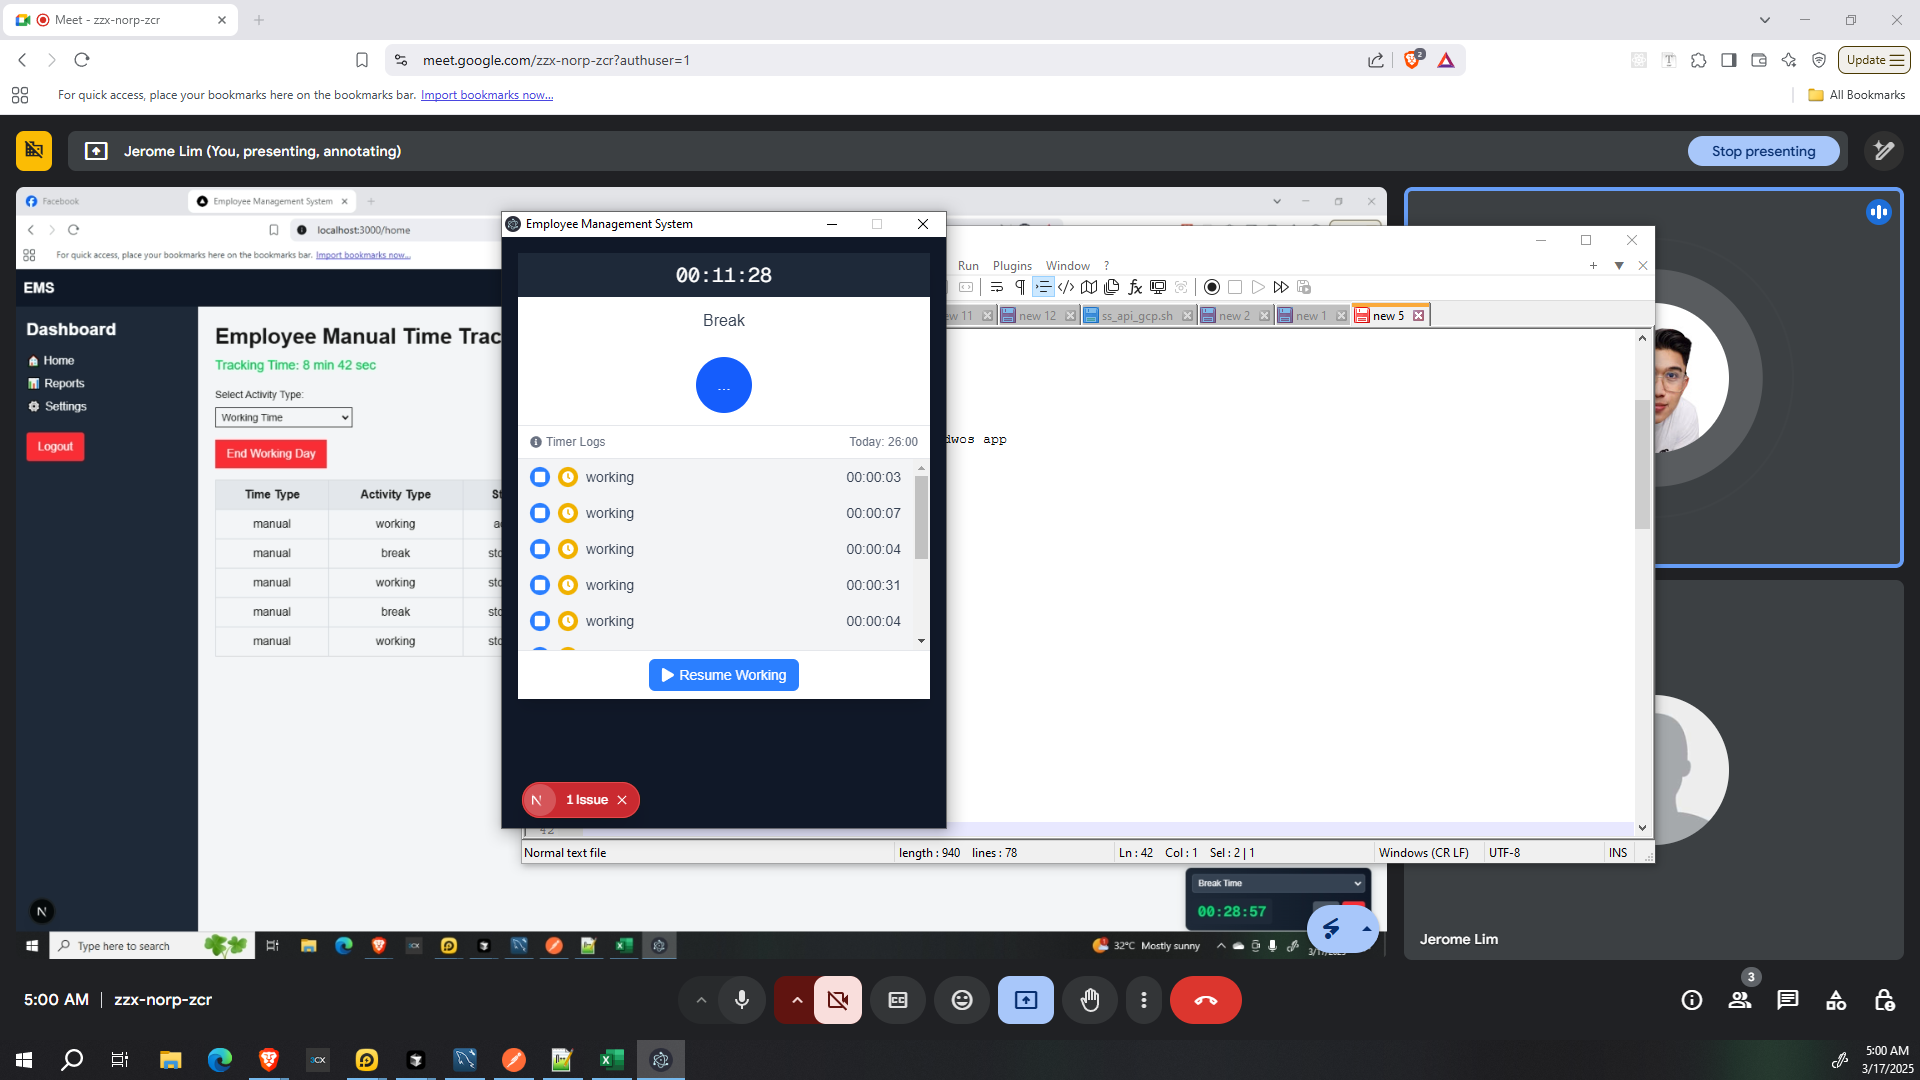 Meet - zzx-norp-zcr
meet.google.com/zzx-norp-zcr?authuser=1
2
Update
For quick access, place your bookmarks here on the bookmarks bar. Import bookmarks now...
All Bookmarks
Jerome Lim (You, presenting, annotating)
Stop presenting
Facebook
Employee Management System
localhost:3000/home
For quick access, place your bookmarks here on the bookmarks bar. Import bookmarks now...
EMS
Dashboard
Home
Reports
Settings
Logout
Employee Manual Time Trac
Tracking Time: 8 min 42 sec
Select Activity Type:
Working Time
End Working Day
Time Type Activity Type St
manual working ac
manual break sto
manual working sto
manual break sto
manual working sto
N
Employee Management System
00:11:28
Break
...
Timer Logs Today: 26:00
working 00:00:03
working 00:00:07
working 00:00:04
working 00:00:31
working 00:00:04
Resume Working
N 1 Issue
Run Plugins Window ?
ew 11 new 12 ss_api_gcp.sh new 2 new 1 new 5
dwos app
42
Normal text file length : 940 lines : 78 Ln : 42 Col : 1 Sel : 2 | 1 Windows (CR LF) UTF-8 INS
Break Time
00:28:57
Type here to search
32°C Mostly sunny
Jerome Lim
5:00 AM | zzx-norp-zcr
3
5:00 AM
3/17/2025